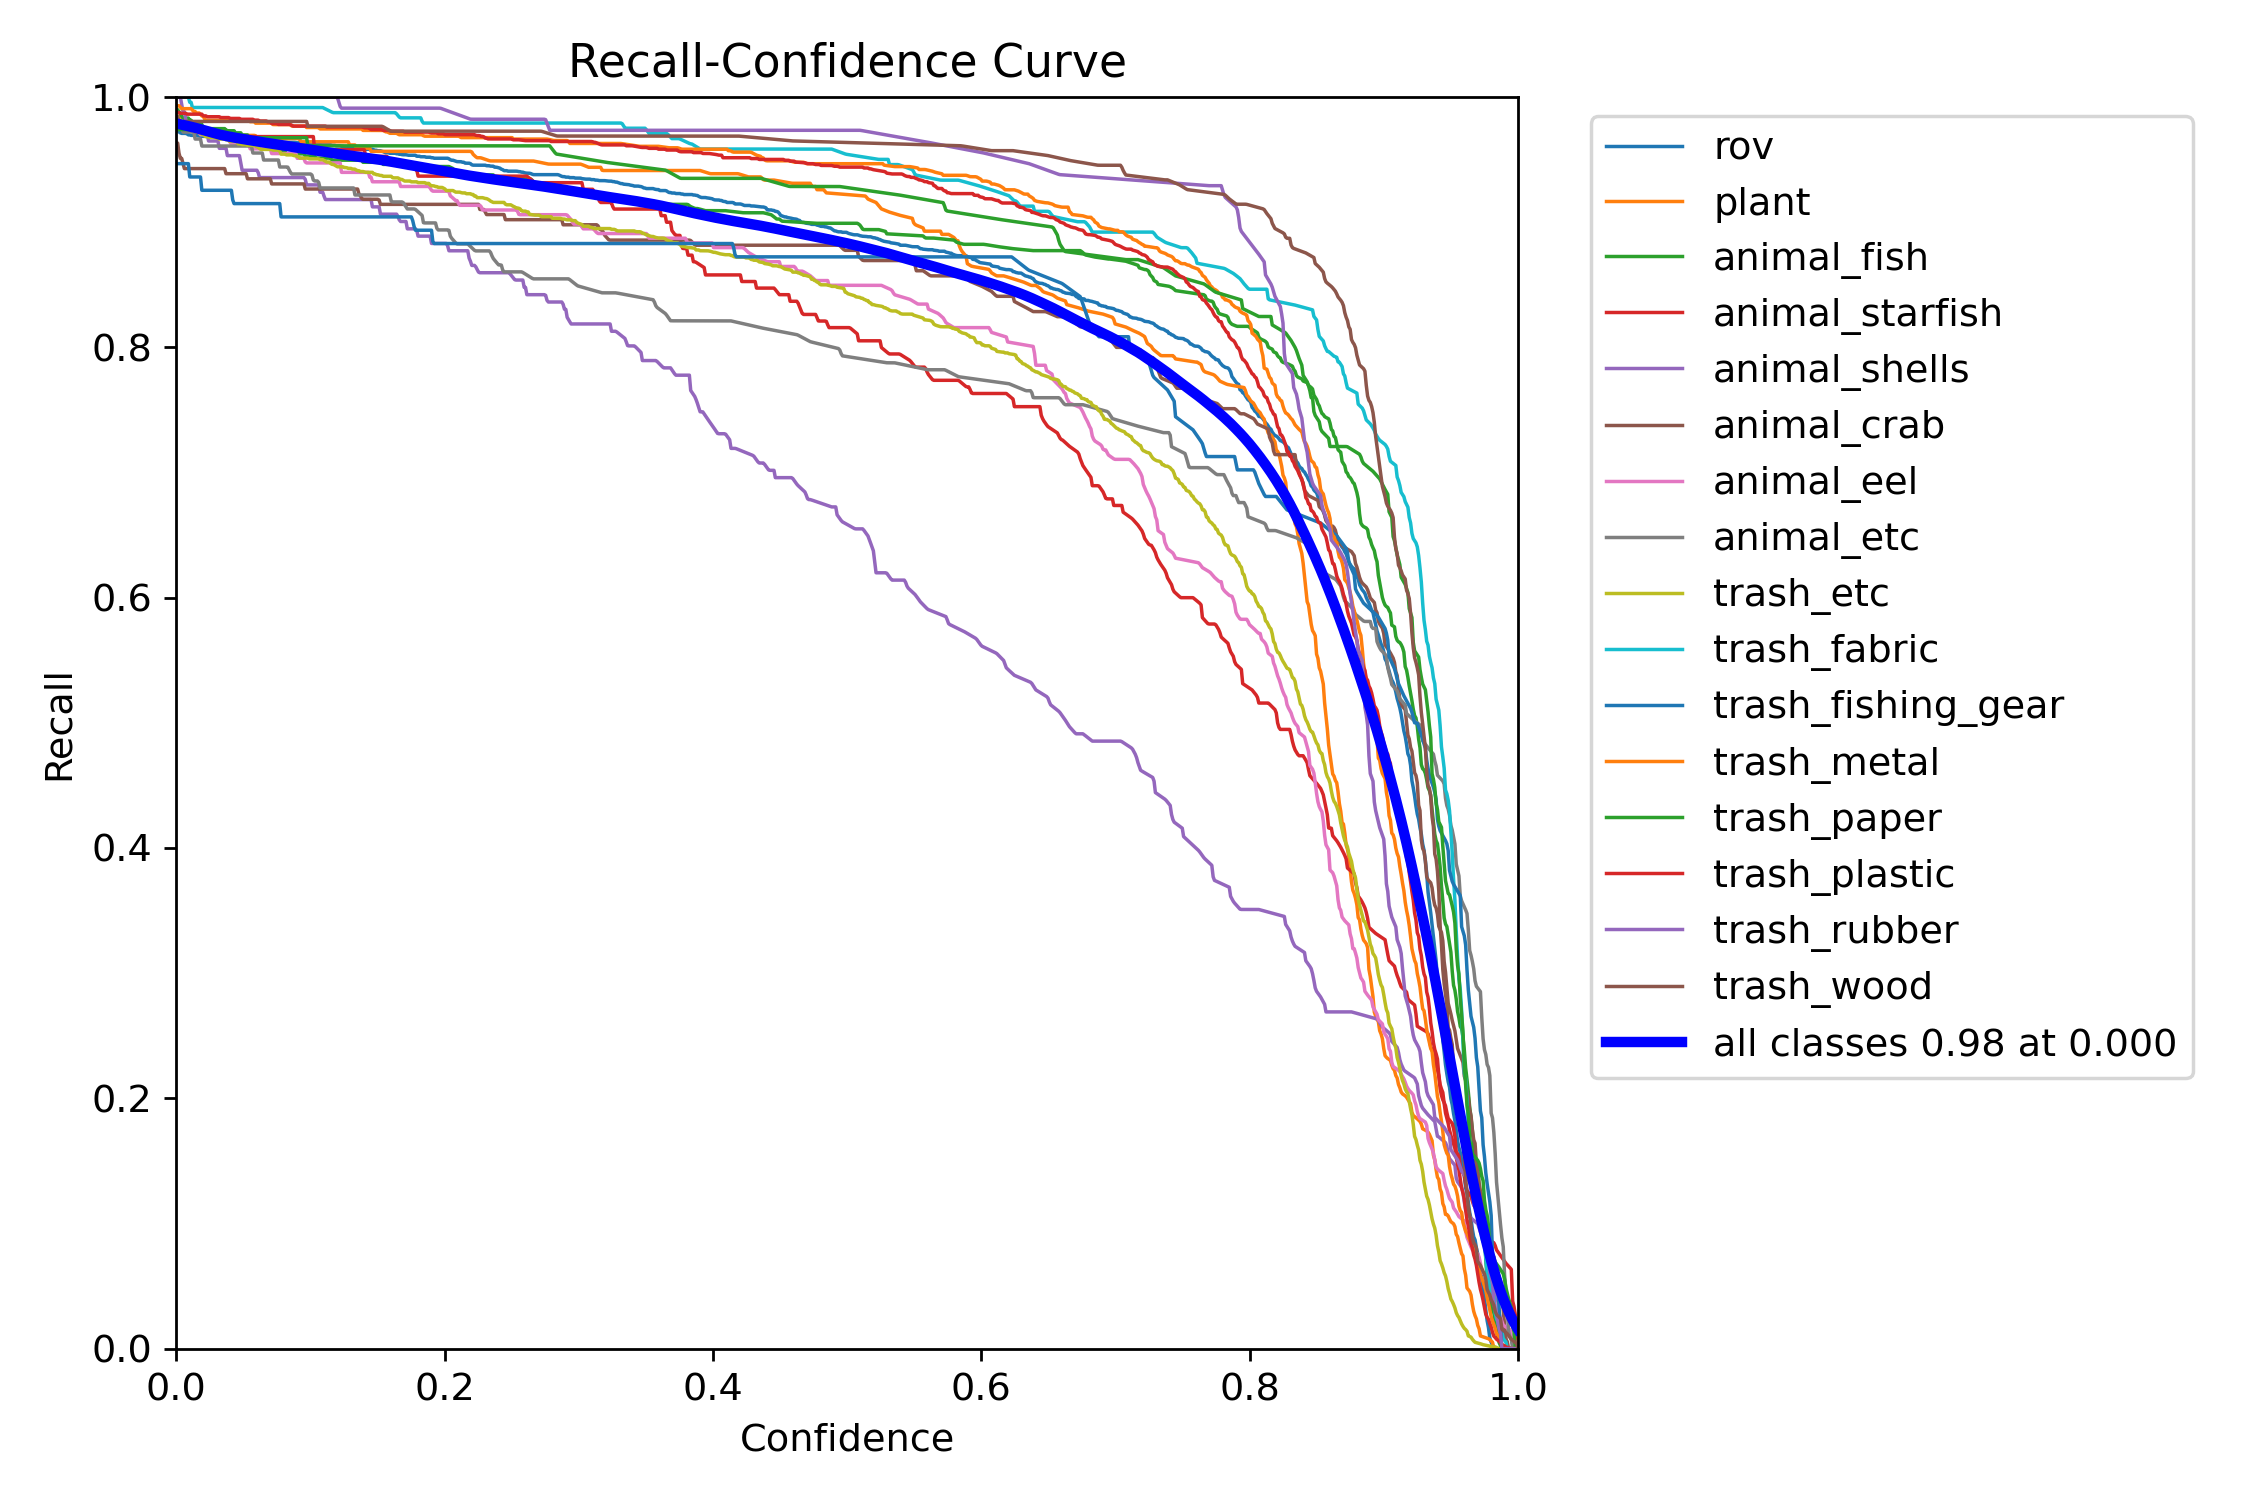 Recall-Confidence Curve
1.0
0.8
0.6
0.4
0.2
0.0
Recall
0.0 0.2 0.4 0.6 0.8 1.0
Confidence
rov
plant
animal_fish
animal_starfish
animal_shells
animal_crab
animal_eel
animal_etc
trash_etc
trash_fabric
trash_fishing_gear
trash_metal
trash_paper
trash_plastic
trash_rubber
trash_wood
all classes 0.98 at 0.000